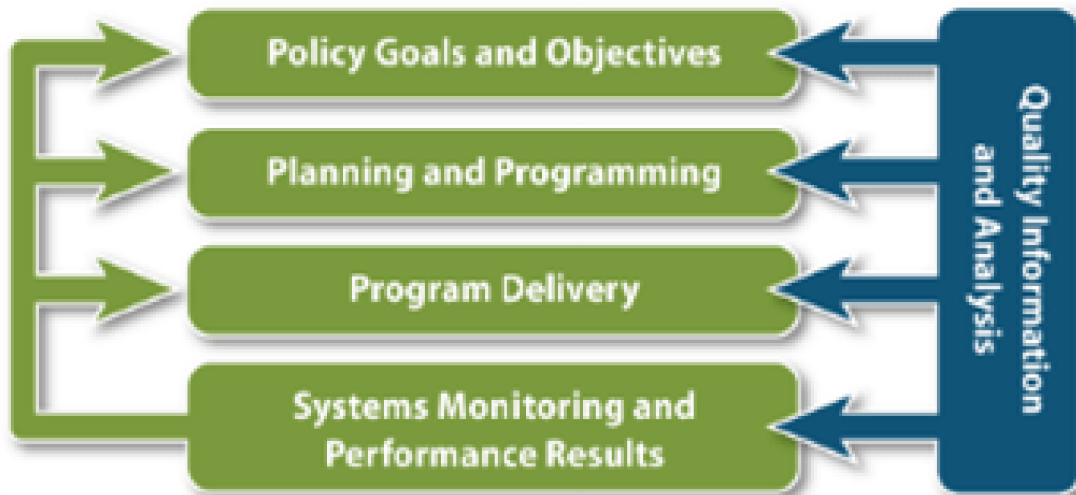 Policy Goals and Objectives
Planning and Programming
Program Delivery
Systems Monitoring and
Performance Results
Quality Information
and Analysis